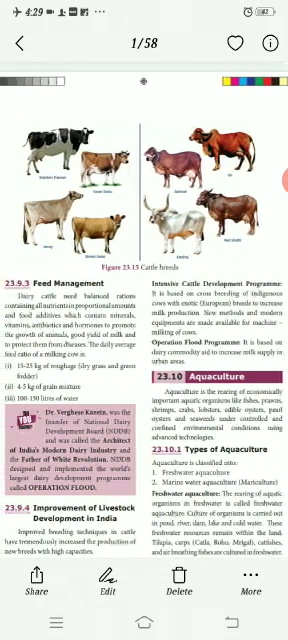 4:29
42
1/58
Jersey
Gir
Sahiwal
Figure 23.15 Cattle breeds
23.9.3 Feed Management
Dairy cattle need balanced rations
containing all nutrients in proportional amounts
and food additives which contain minerals,
vitamins, antibiotics and hormones to promote
the growth of animals, good yield of milk and
to protect them from diseases. The daily average
feed ratio of a milking cow is
(i) 15-25 kg of roughage (dry grass and green
fodder)
(ii) 4-5 kg of grain mixture
(iii) 100-150 litres of water
YOU
Dr. Verghese Kurein, was the
founder of National Dairy
Development Board (NDDB)
and was called the Architect
of India's Modern Dairy Industry and
the Father of White Revolution. NDDB
designed and implemented the world's
largest dairy development programme
called OPERATION FLOOD.
23.9.4 Improvement of Livestock
Development in India
Improved breeding techniques in cattle
have tremendously increased the production of
new breeds with high capacities.
Intensive Cattle Development Programme:
It is based on cross breeding of indigenous
cows with exotic (European) breeds to increase
milk production. New methods and modern
equipments are made available for machine -
milking of cows.
Operation Flood Programme: It is based on
dairy commodity aid to increase milk supply in
urban areas.
23.10 Aquaculture
Aquaculture is the rearing of economically
important aquatic organisms like fishes, prawns,
shrimps, crabs, lobsters, edible oysters, pearl
oysters and seaweeds under controlled and
confined environmental conditions using
advanced technologies.
23.10.1 Types of Aquaculture
Aquaculture is classified into:
1. Freshwater aquaculture
2. Marine water aquaculture (Mariculture)
Freshwater aquaculture: The rearing of aquatic
organisms in freshwater is called freshwater
aquaculture. Culture of organisms is carried out
in pond, river, dam, lake and cold water. These
freshwater resources remain within the land.
Tilapia, carps (Catla, Rohu, Mrigal), catfishes,
and air breathing fishes are cultured in freshwater.
Share
Edit
Delete
More